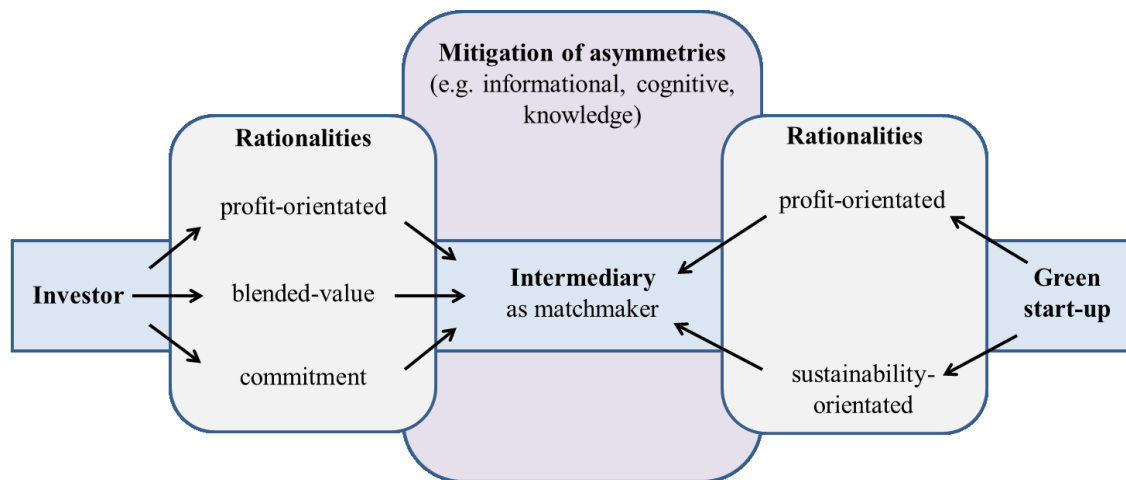 Mitigation of asymmetries
(e.g. informational, cognitive,
knowledge)
Rationalities
profit-orientated
blended-value
commitment
Investor
Intermediary
as matchmaker
Rationalities
profit-orientated
sustainability-
orientated
Green
start-up